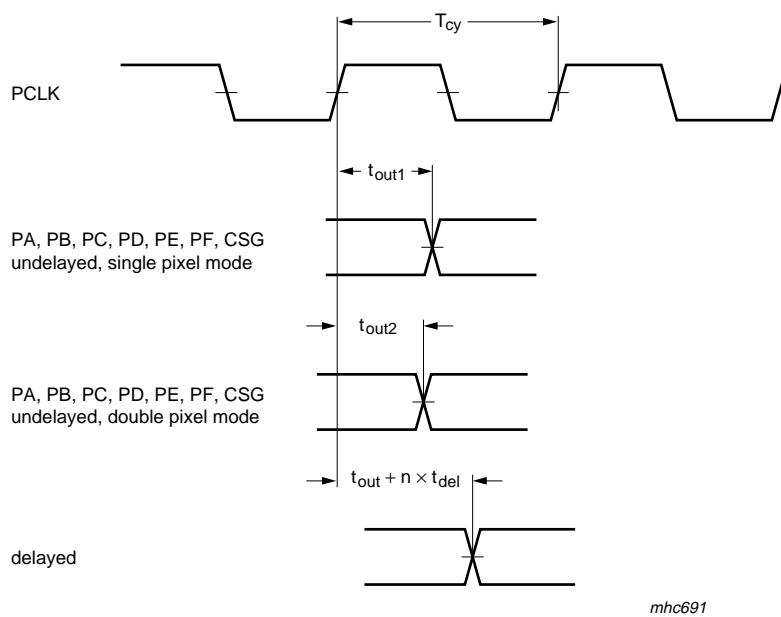 Tcy
PCLK
tout1
PA, PB, PC, PD, PE, PF, CSG
undelayed, single pixel mode
tout2
PA, PB, PC, PD, PE, PF, CSG
undelayed, double pixel mode
tout + n × tdel
delayed
mhc691